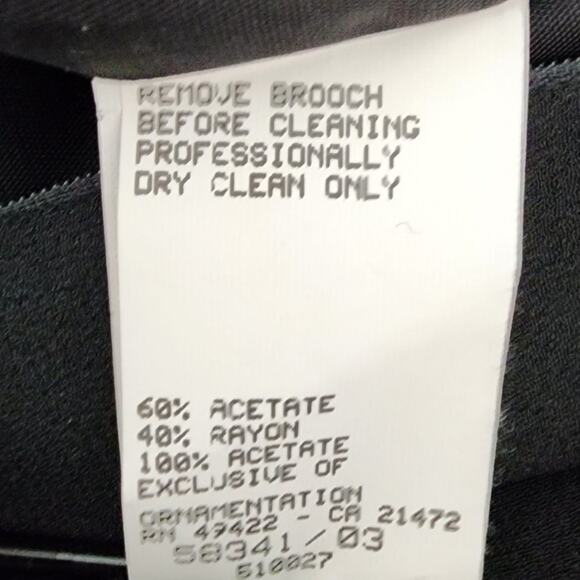 REMOVE BROOCH
BEFORE CLEANING
PROFESSIONALLY
DRY CLEAN ONLY
60% ACETATE
40% RAYON
100% ACETATE
EXCLUSIVE OF
ORNAMENTATION
RN 49422 - CA 21472
58341/03
510027